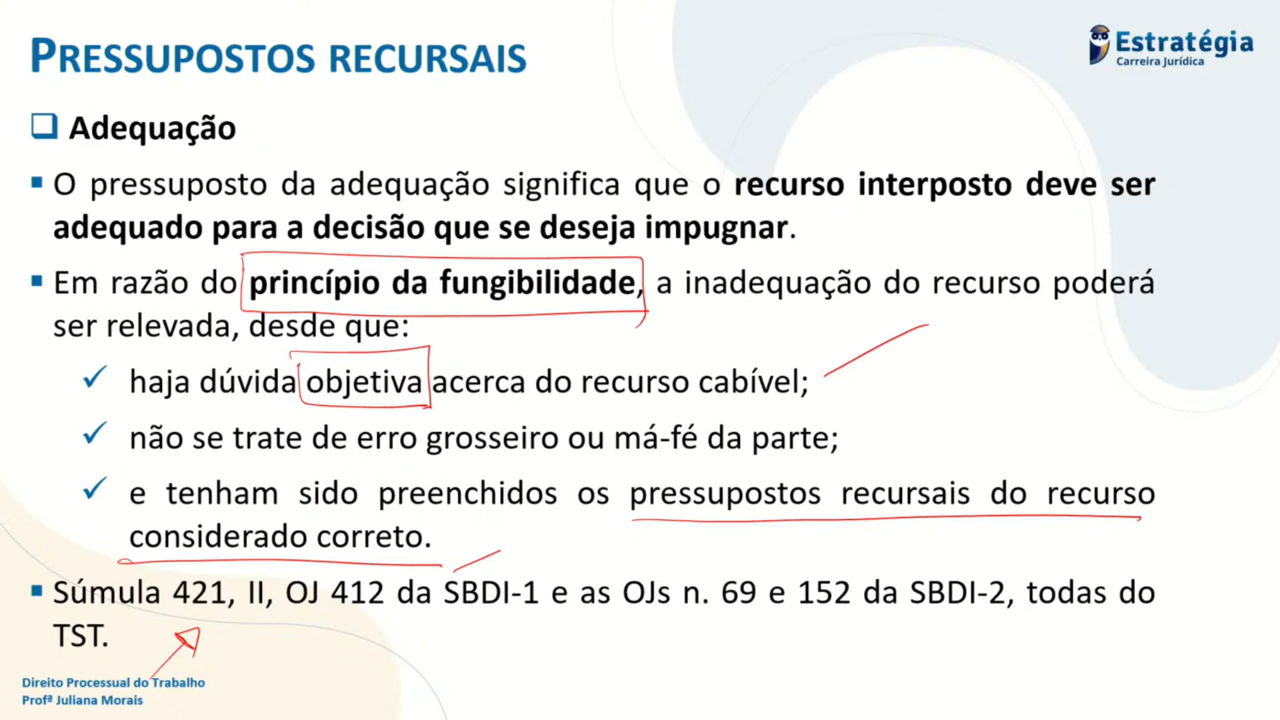 PRESSUPOSTOS RECURSAIS
Estratégia
Carreira Jurídica
Adequação
O pressuposto da adequação significa que o recurso interposto deve ser
adequado para a decisão que se deseja impugnar.
Em razão do princípio da fungibilidade, a inadequação do recurso poderá
ser relevada, desde que:
haja dúvida objetiva acerca do recurso cabível;
não se trate de erro grosseiro ou má-fé da parte;
e tenham sido preenchidos os pressupostos recursais do recurso
considerado correto.
Súmula 421, II, OJ 412 da SBDI-1 e as OJs n. 69 e 152 da SBDI-2, todas do
TST.
Direito Processual do Trabalho
Profª Juliana Morais